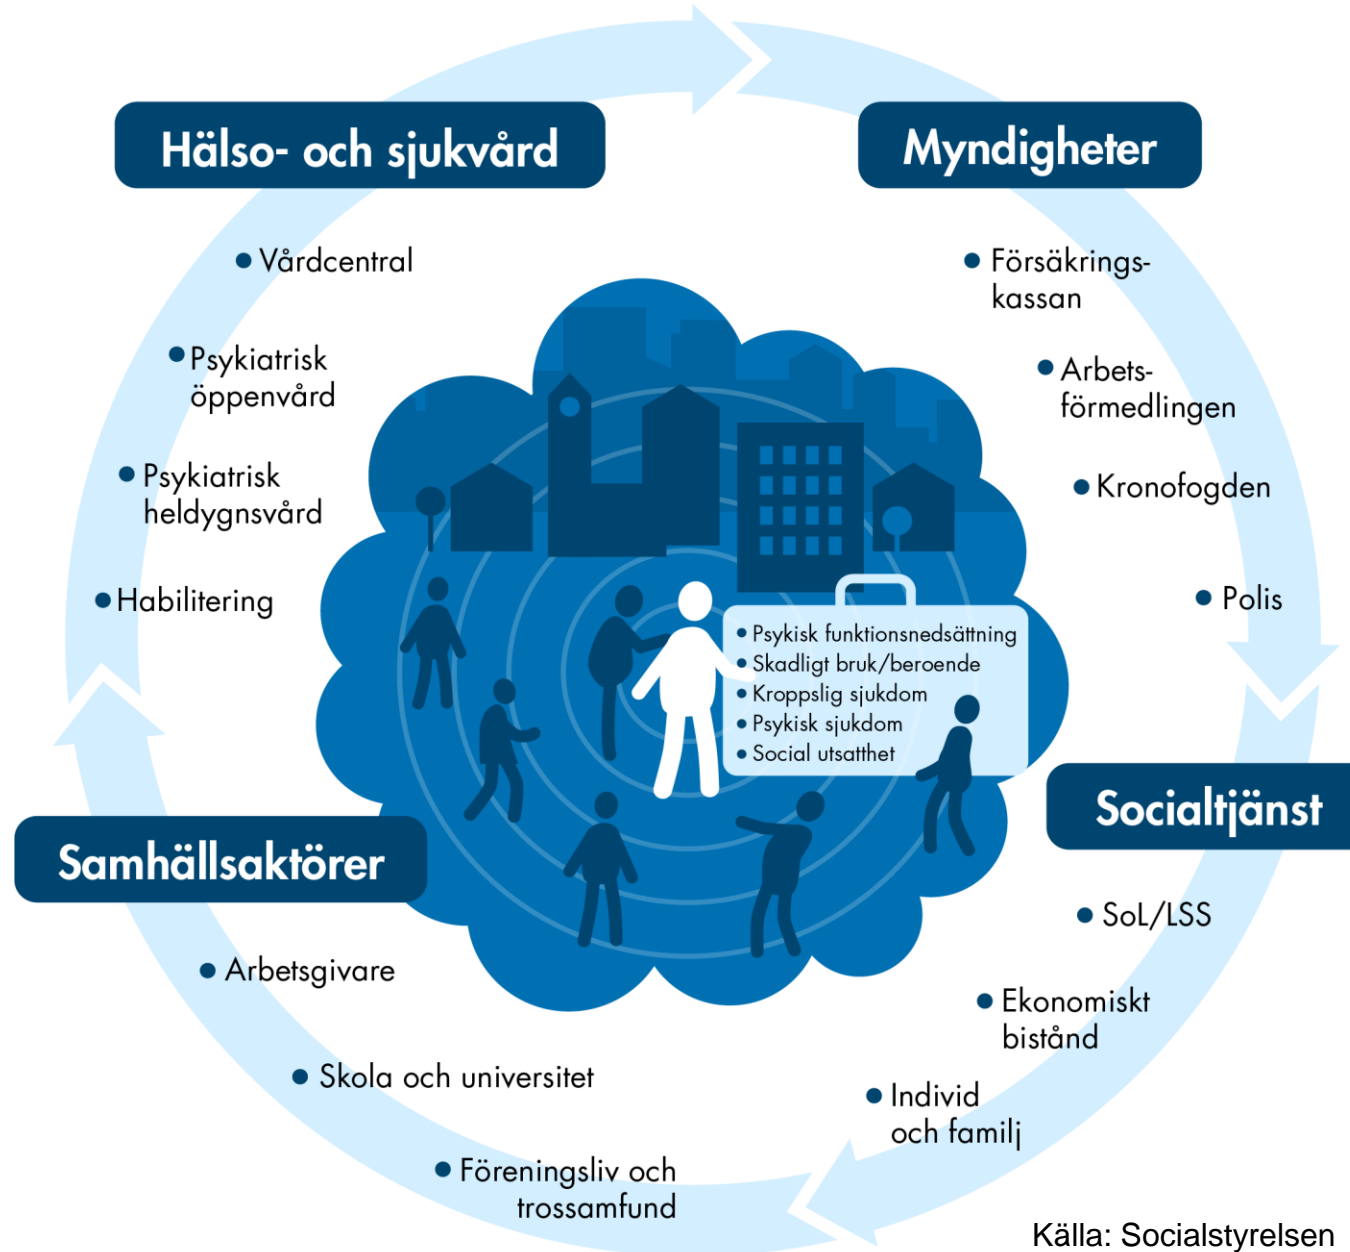 Hälso- och sjukvård
Vårdcentral
Psykiatrisk
öppenvård
Psykiatrisk
heldygnsvård
Habilitering
Myndigheter
Försäkrings-
kassan
Arbets-
förmedlingen
Kronofogden
Polis
Psykisk funktionsnedsättning
Skadligt bruk/beroende
Kroppslig sjukdom
Psykisk sjukdom
Social utsatthet
Socialtjänst
SoL/LSS
Ekonomiskt
bistånd
Individ
och familj
Samhällsaktörer
Arbetsgivare
Skola och universitet
Föreningsliv och
trossamfund
Källa: Socialstyrelsen